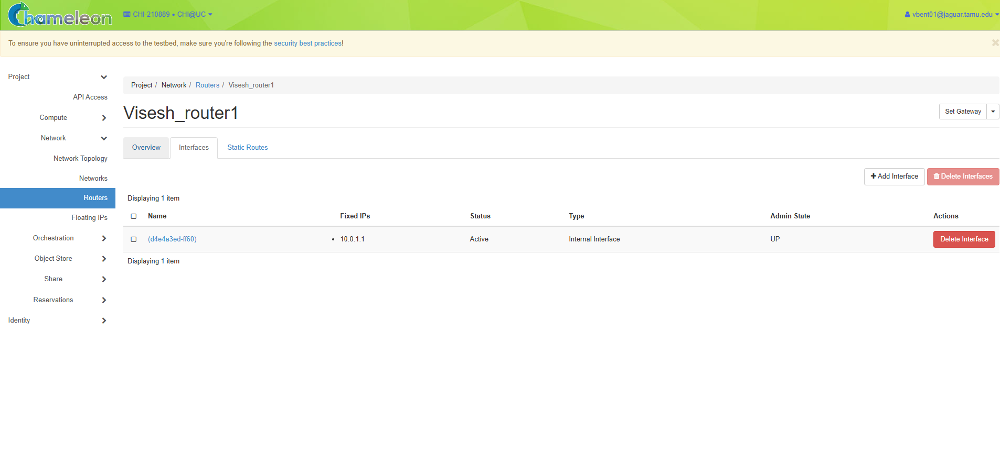 Chameleon
CHI-210889 • CHI@UC
vbent01@jaguar.tamu.edu
To ensure you have uninterrupted access to the testbed, make sure you're following the security best practices!
Project
API Access
Compute
Network
Network Topology
Networks
Routers
Floating IPs
Orchestration
Object Store
Share
Reservations
Identity
Project / Network / Routers / Visesh_router1
Visesh_router1
Set Gateway
Overview Interfaces Static Routes
Add Interface Delete Interfaces
Displaying 1 item
Name Fixed IPs Status Type Admin State Actions
(d4e4a3ed-ff60) • 10.0.1.1 Active Internal Interface UP Delete Interface
Displaying 1 item